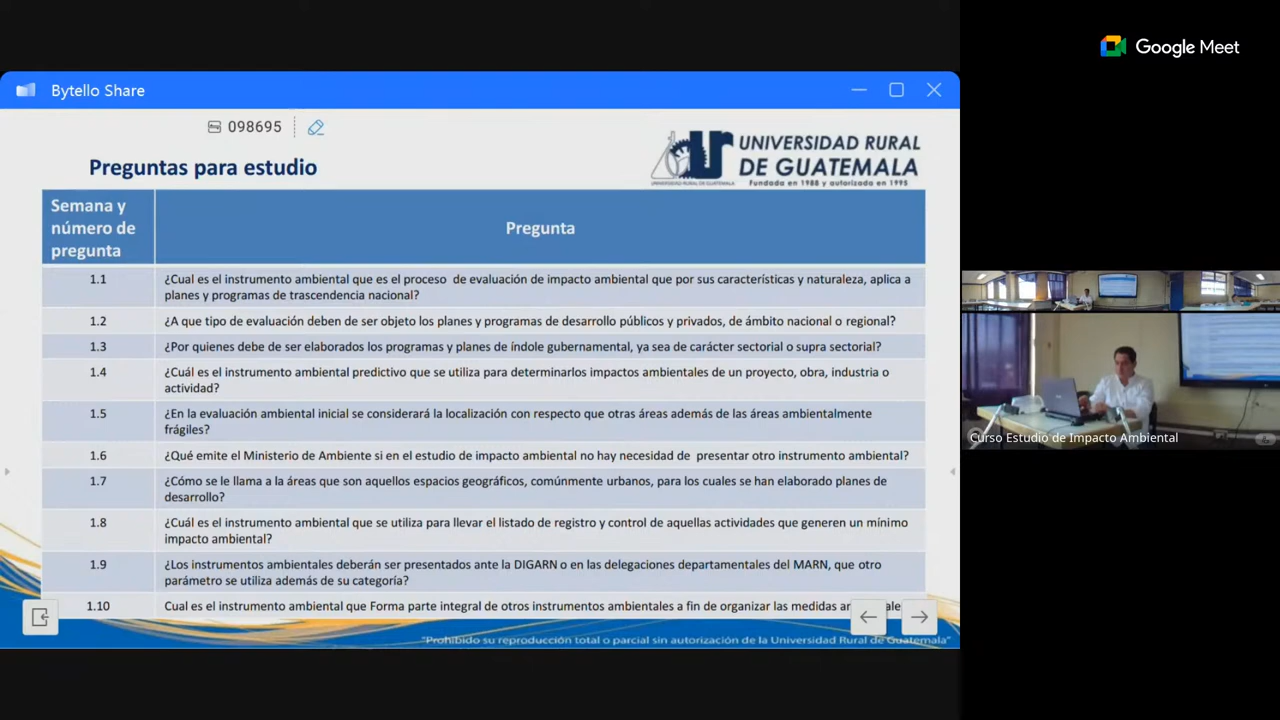 Google Meet
Bytello Share
098695
UNIVERSIDAD RURAL
DE GUATEMALA
Fundada en 1988 y autorizada en 1995
UNIVERSIDAD RURAL DE GUATEMALA
Preguntas para estudio
Semana y
número de
pregunta
Pregunta
1.1
¿Cual es el instrumento ambiental que es el proceso de evaluación de impacto ambiental que por sus características y naturaleza, aplica a
planes y programas de trascendencia nacional?
1.2
¿A que tipo de evaluación deben de ser objeto los planes y programas de desarrollo públicos y privados, de ámbito nacional o regional?
1.3
¿Por quienes debe de ser elaborados los programas y planes de índole gubernamental, ya sea de carácter sectorial o supra sectorial?
1.4
¿Cuál es el instrumento ambiental predictivo que se utiliza para determinarlos impactos ambientales de un proyecto, obra, industria o
actividad?
1.5
¿En la evaluación ambiental inicial se considerará la localización con respecto que otras áreas además de las áreas ambientalmente
frágiles?
1.6
¿Qué emite el Ministerio de Ambiente si en el estudio de impacto ambiental no hay necesidad de presentar otro instrumento ambiental?
1.7
¿Cómo se le llama a la áreas que son aquellos espacios geográficos, comúnmente urbanos, para los cuales se han elaborado planes de
desarrollo?
1.8
¿Cuál es el instrumento ambiental que se utiliza para llevar el listado de registro y control de aquellas actividades que generen un mínimo
impacto ambiental?
1.9
¿Los instrumentos ambientales deberán ser presentados ante la DIGARN o en las delegaciones departamentales del MARN, que otro
parámetro se utiliza además de su categoría?
1.10
Cual es el instrumento ambiental que Forma parte integral de otros instrumentos ambientales a fin de organizar las medidas
"Prohibido su reproducción total o parcial sin autorización de la Universidad Rural de Guatemala"
Curso Estudio de Impacto Ambiental